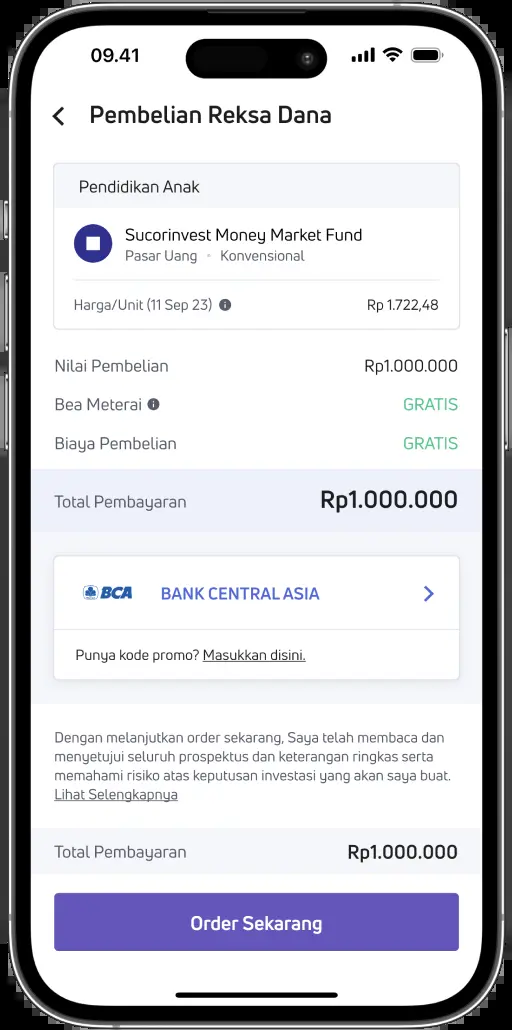 09.41
Pembelian Reksa Dana
Pendidikan Anak
Sucorinvest Money Market Fund
Pasar Uang • Konvensional
Harga/Unit (11 Sep 23) Rp 1.722,48
Nilai Pembelian Rp1.000.000
Bea Meterai GRATIS
Biaya Pembelian GRATIS
Total Pembayaran Rp1.000.000
BCA BANK CENTRAL ASIA
Punya kode promo? Masukkan disini.
Dengan melanjutkan order sekarang, Saya telah membaca dan
menyetujui seluruh prospektus dan keterangan ringkas serta
memahami risiko atas keputusan investasi yang akan saya buat.
Lihat Selengkapnya
Total Pembayaran Rp1.000.000
Order Sekarang